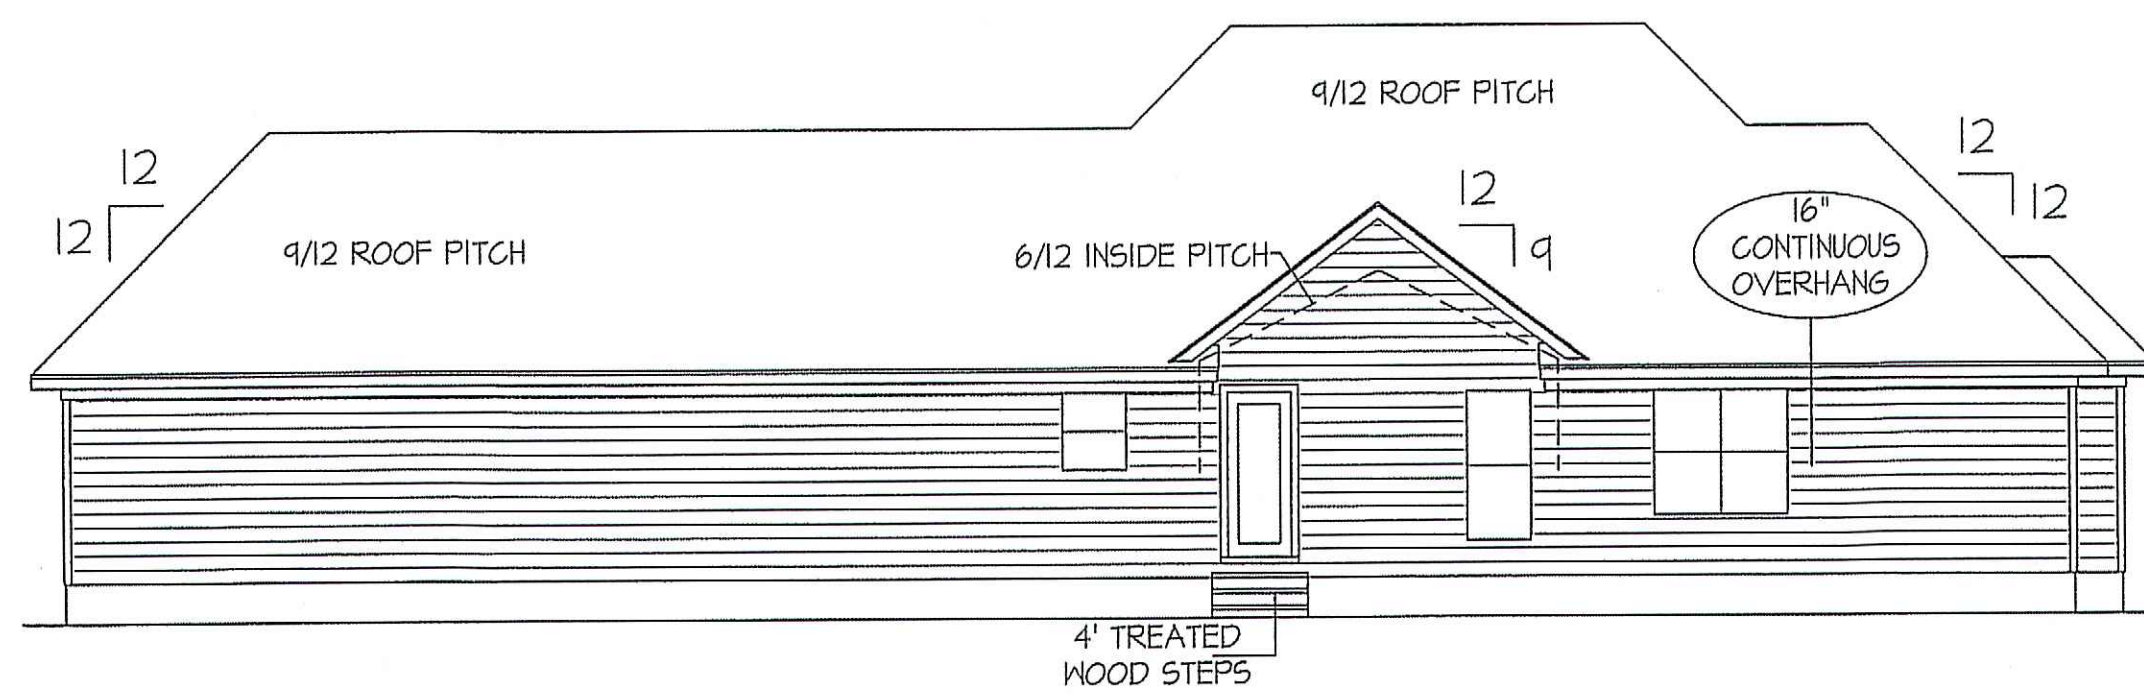 9/12 ROOF PITCH
12
12
9/12 ROOF PITCH
6/12 INSIDE PITCH
12
9
16"
CONTINUOUS
OVERHANG
12
12
4' TREATED
WOOD STEPS